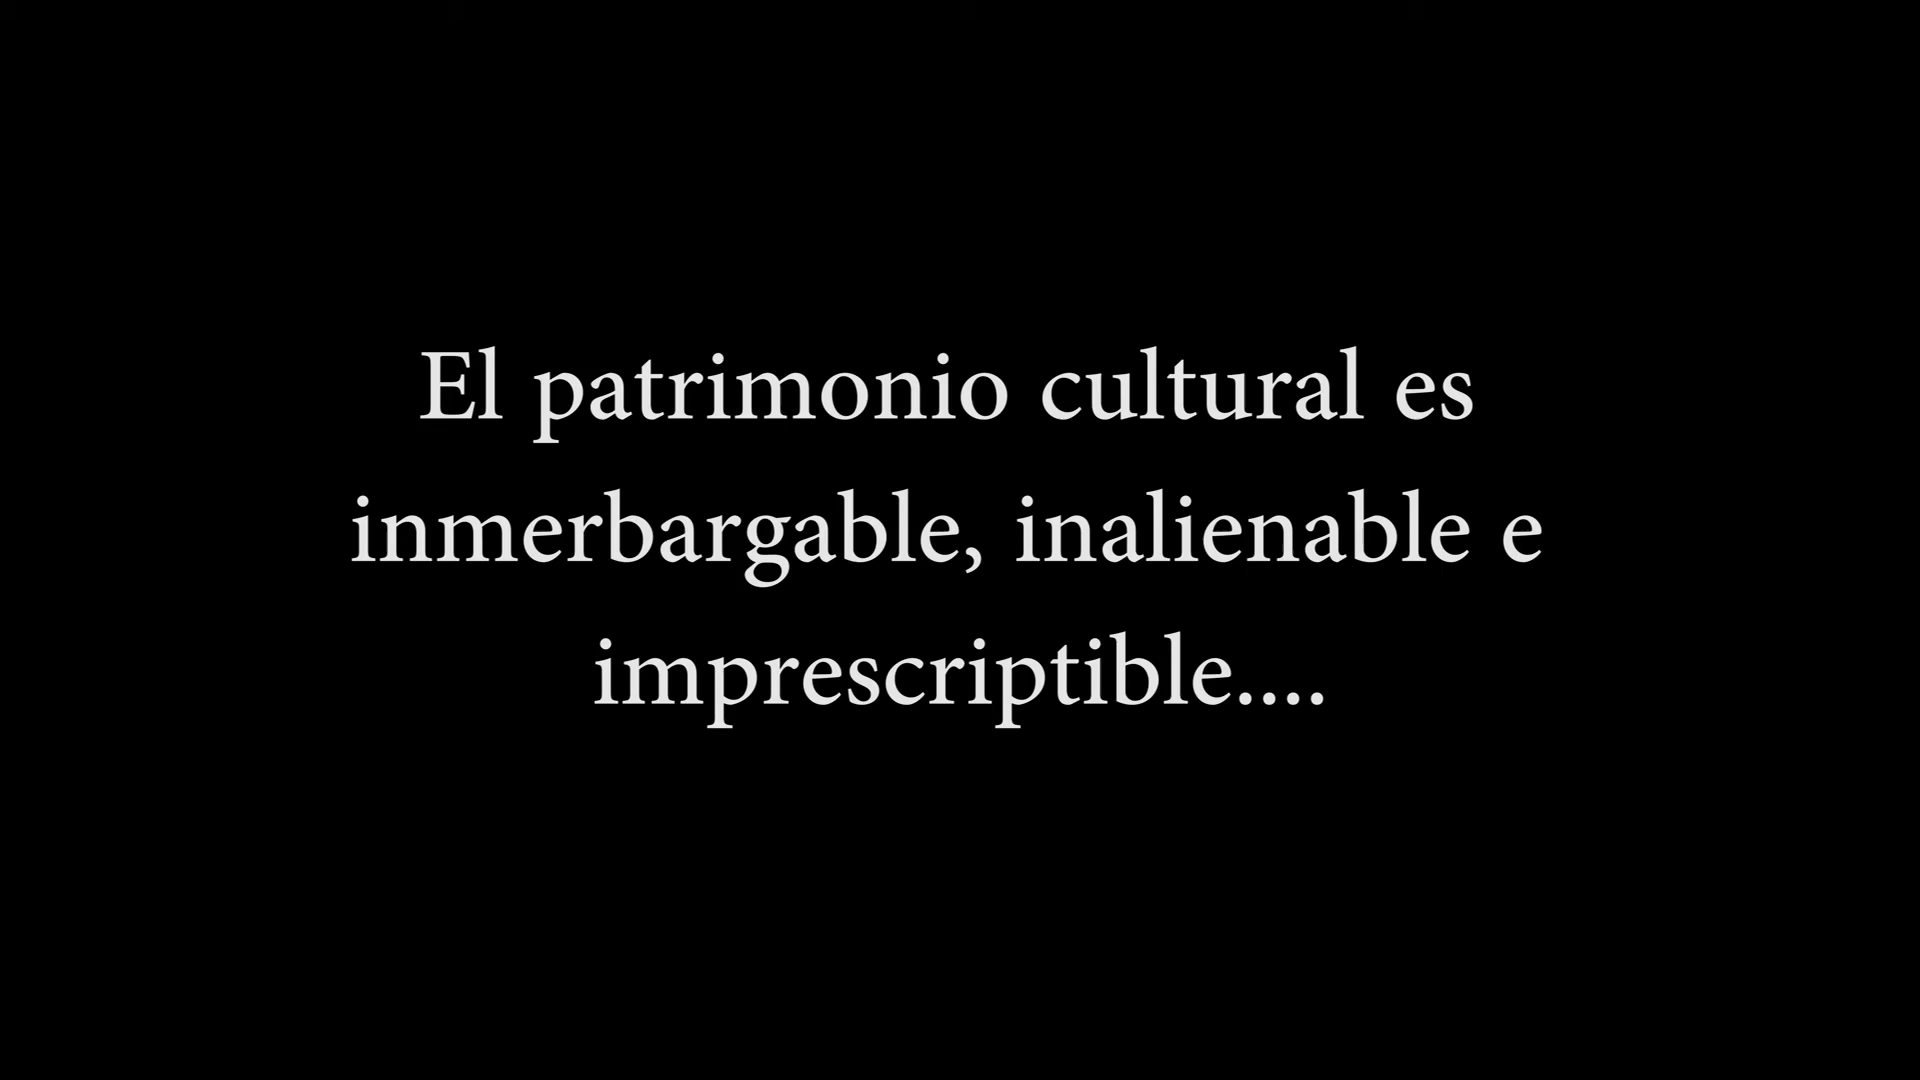 El patrimonio cultural es
inmerbargable, inalienable e
imprescriptible....